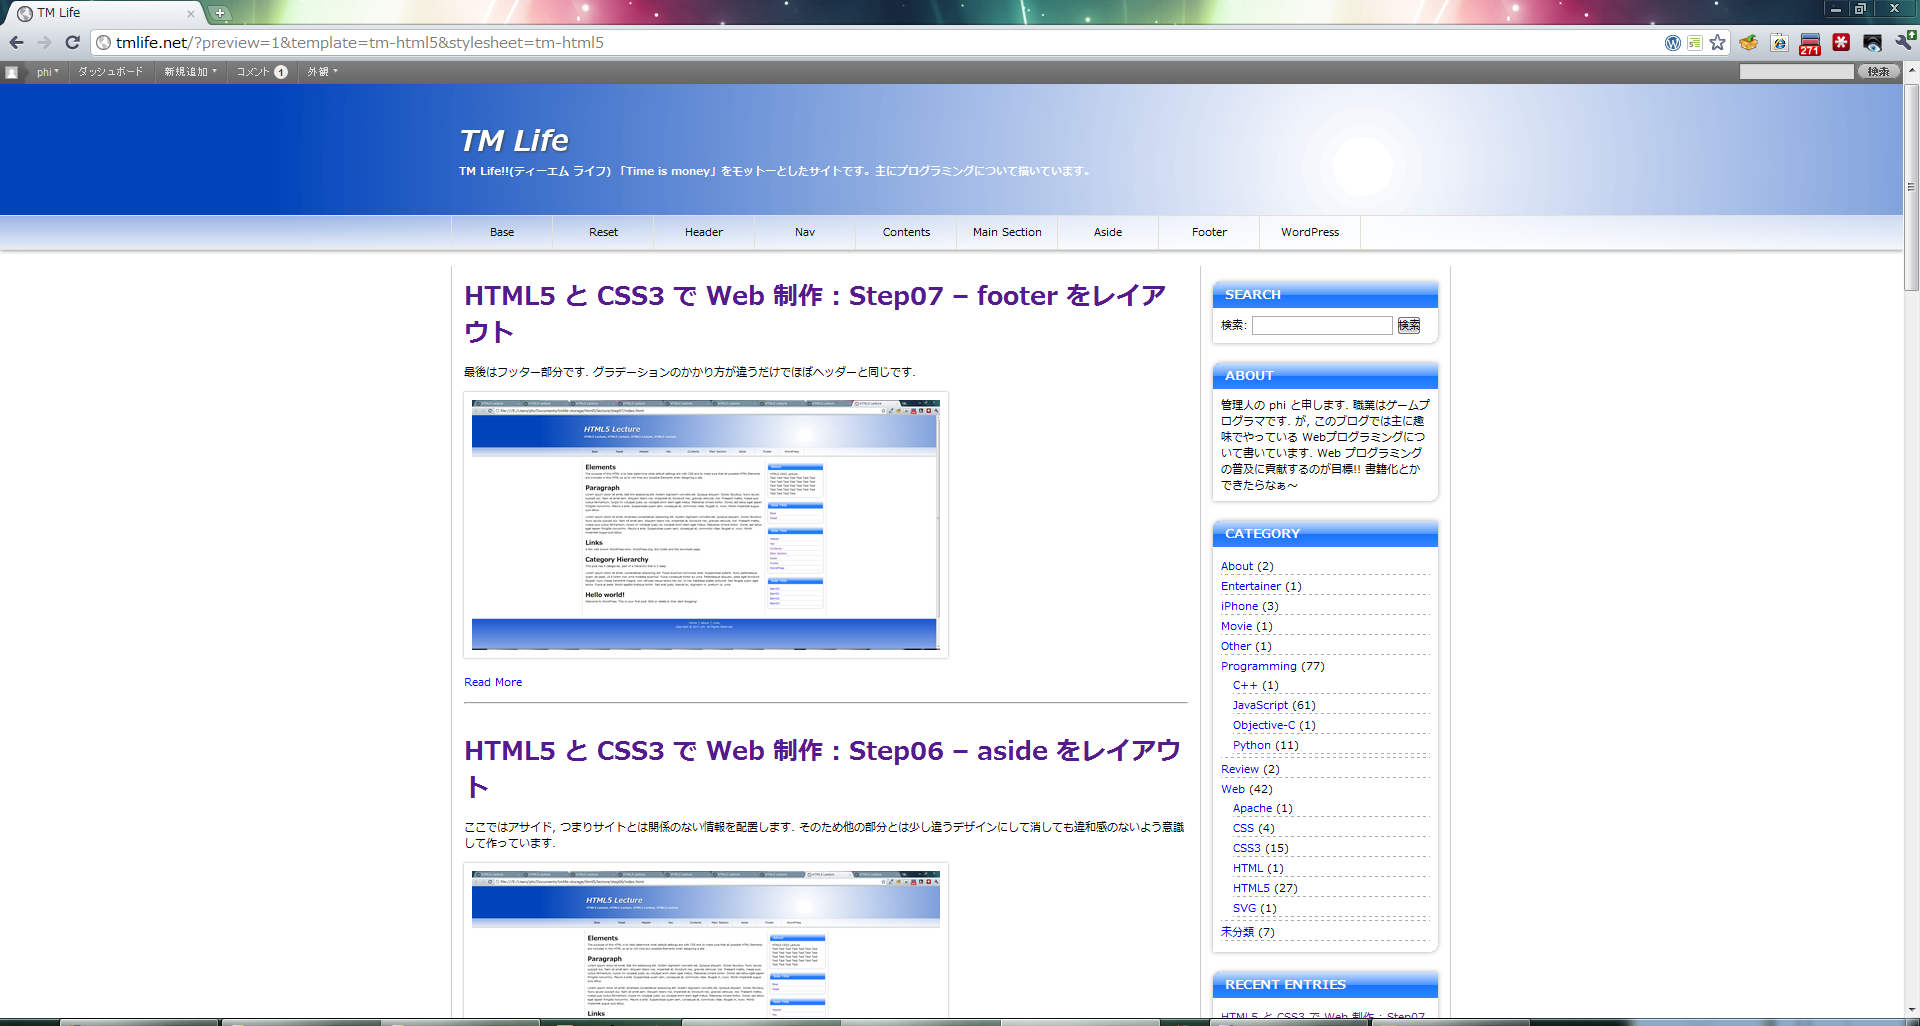 TM Life
tmlife.net/?preview=1&template=tm-html5&stylesheet=tm-html5
271
phi ダッシュボード 新規追加 コメント 1 外観 検索
TM Life
TM Life!!(ティーエム ライフ) 「Time is money」をモットーとしたサイトです。主にプログラミングについて描いています。
Base Reset Header Nav Contents Main Section Aside Footer WordPress
HTML5 と CSS3 で Web 制作 : Step07 – footer をレイア
ウト
最後はフッター部分です. グラデーションのかかり方が違うだけでほぼヘッダーと同じです.
HTML5 Lecture
Elements
Paragraph
Links
Category Hierarchy
Hello world!
Read More
HTML5 と CSS3 で Web 制作 : Step06 – aside をレイアウ
ト
ここではアサイド, つまりサイトとは関係のない情報を配置します. そのため他の部分とは少し違うデザインにして消しても違和感のないよう意識
して作っています.
HTML5 Lecture
Elements
Paragraph
Links
SEARCH
検索: 検索
ABOUT
管理人の phi と申します. 職業はゲームプ
ログラマです. が, このブログでは主に趣
味でやっている Webプログラミングにつ
いて書いています. Web プログラミング
の普及に貢献するのが目標!! 書籍化とか
できたらなぁ～
CATEGORY
About (2)
Entertainer (1)
iPhone (3)
Movie (1)
Other (1)
Programming (77)
C++ (1)
JavaScript (61)
Objective-C (1)
Python (11)
Review (2)
Web (42)
Apache (1)
CSS (4)
CSS3 (15)
HTML (1)
HTML5 (27)
SVG (1)
未分類 (7)
RECENT ENTRIES
HTML5 と CSS3 で Web 制作 : Step07